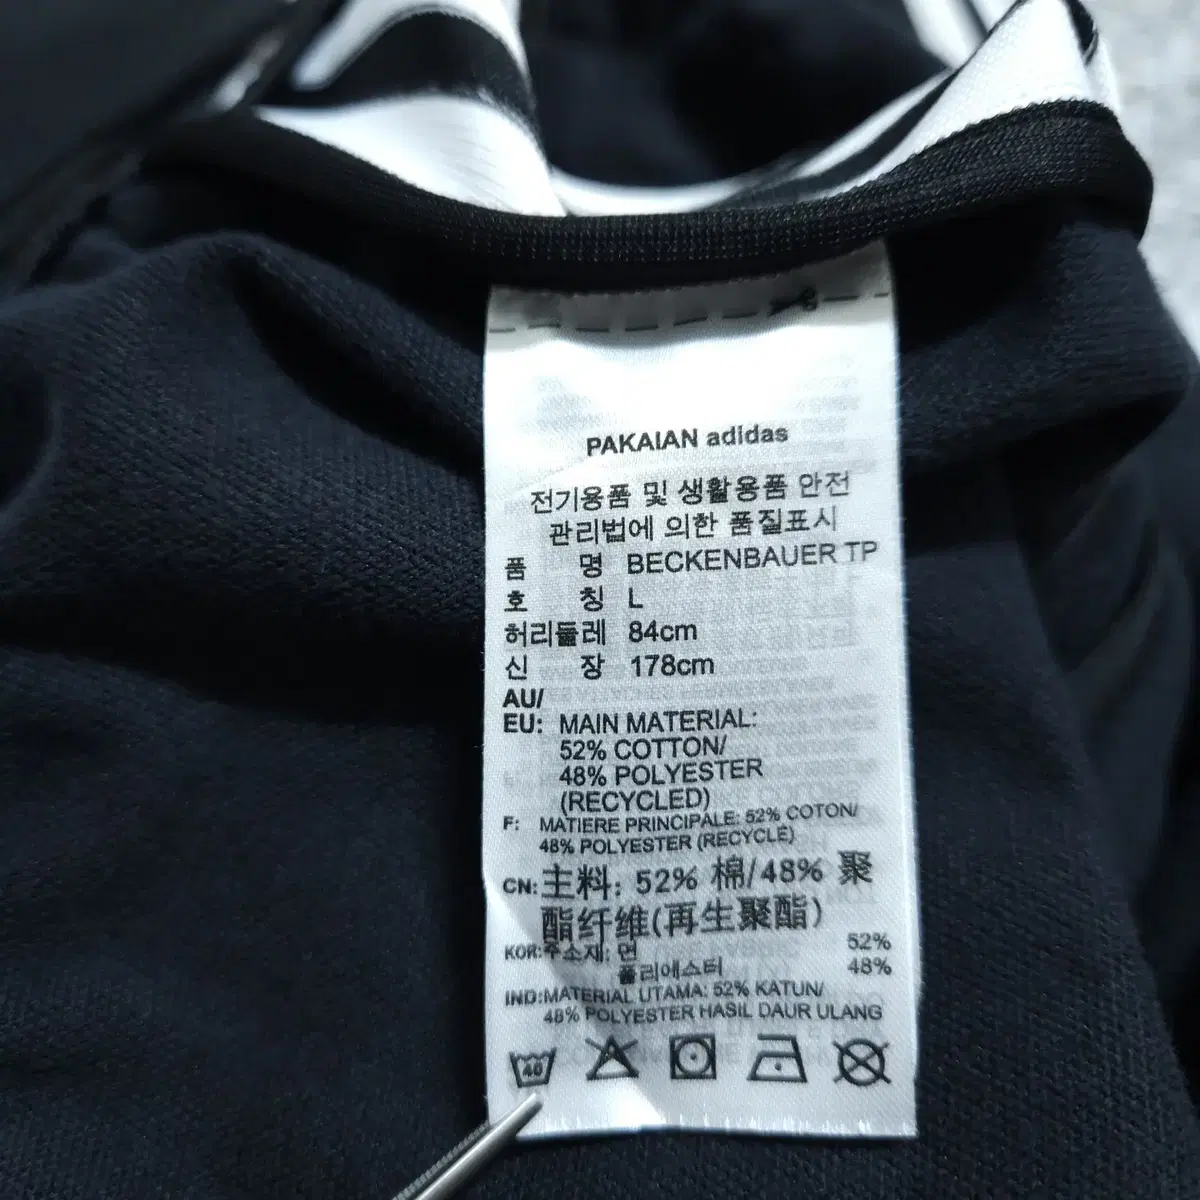 PAKAIAN adidas
전기용품 및 생활용품 안전
관리법에 의한 품질표시
품 명 BECKENBAUER TP
호 칭 L
허리둘레 84cm
신 장 178cm
AU/
EU: MAIN MATERIAL:
52% COTTON/
48% POLYESTER
(RECYCLED)
F: MATIERE PRINCIPALE: 52% COTON/
48% POLYESTER (RECYCLÉ)
CN: 主料: 52% 棉/48% 聚
酯纤维(再生聚酯)
KOR:주소재: 면 52%
폴리에스터 48%
IND:MATERIAL UTAMA: 52% KATUN/
48% POLYESTER HASIL DAUR ULANG
40